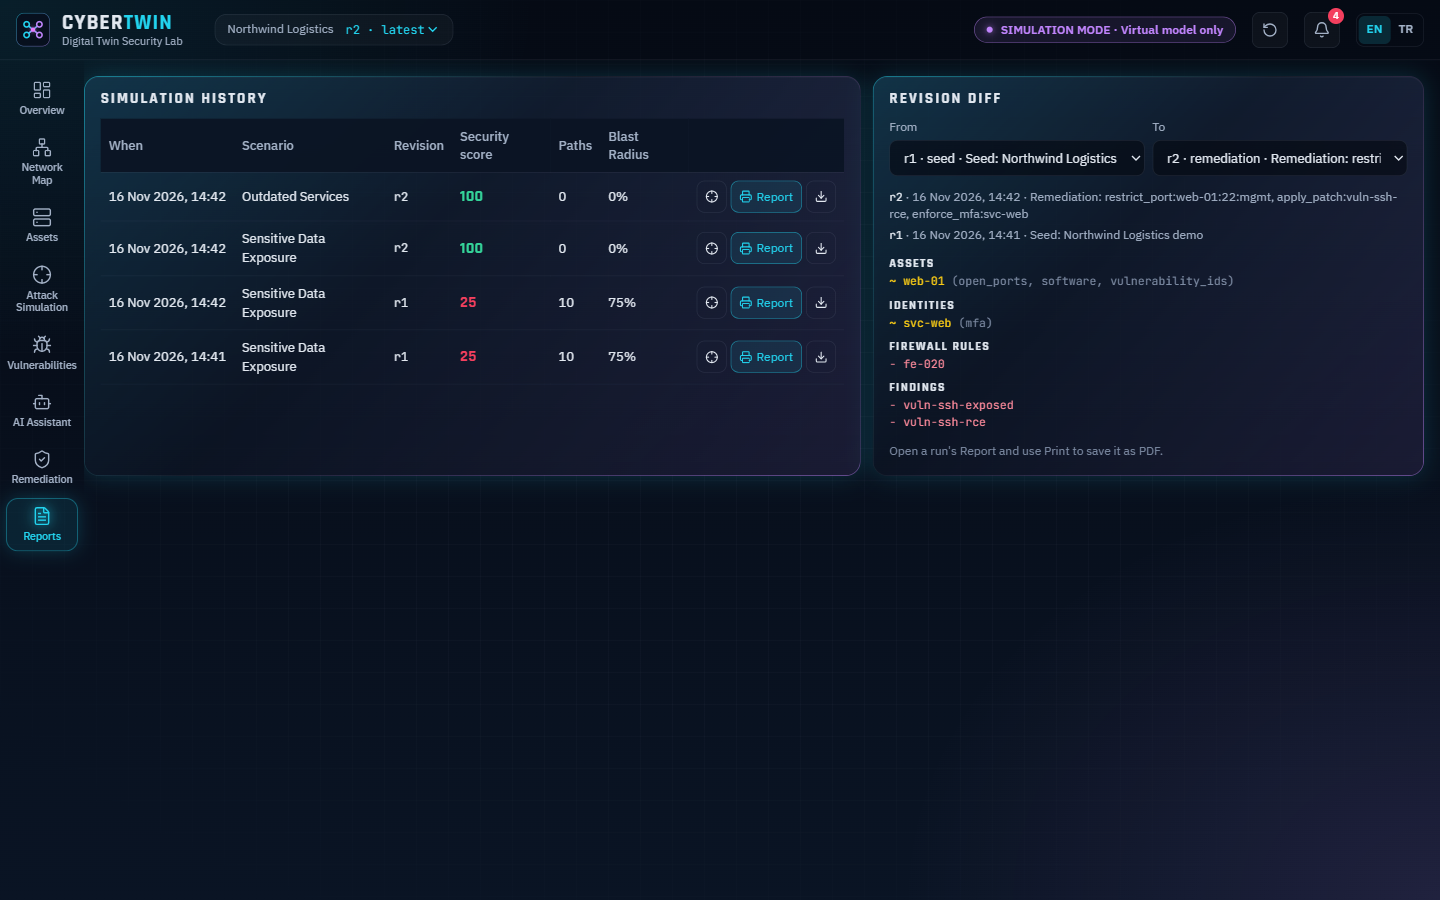 CYBERTWIN
Digital Twin Security Lab
Northwind Logistics r2 · latest
SIMULATION MODE · Virtual model only
4
EN TR
Overview
Network
Map
Assets
Attack
Simulation
Vulnerabilities
AI Assistant
Remediation
Reports
SIMULATION HISTORY
When Scenario Revision Security score Paths Blast Radius
16 Nov 2026, 14:42 Outdated Services r2 100 0 0% Report
16 Nov 2026, 14:42 Sensitive Data Exposure r2 100 0 0% Report
16 Nov 2026, 14:42 Sensitive Data Exposure r1 25 10 75% Report
16 Nov 2026, 14:41 Sensitive Data Exposure r1 25 10 75% Report
REVISION DIFF
From To
r1 · seed · Seed: Northwind Logistics r2 · remediation · Remediation: restri
r2 · 16 Nov 2026, 14:42 · Remediation: restrict_port:web-01:22:mgmt, apply_patch:vuln-ssh-
rce, enforce_mfa:svc-web
r1 · 16 Nov 2026, 14:41 · Seed: Northwind Logistics demo
ASSETS
~ web-01 (open_ports, software, vulnerability_ids)
IDENTITIES
~ svc-web (mfa)
FIREWALL RULES
- fe-020
FINDINGS
- vuln-ssh-exposed
- vuln-ssh-rce
Open a run's Report and use Print to save it as PDF.